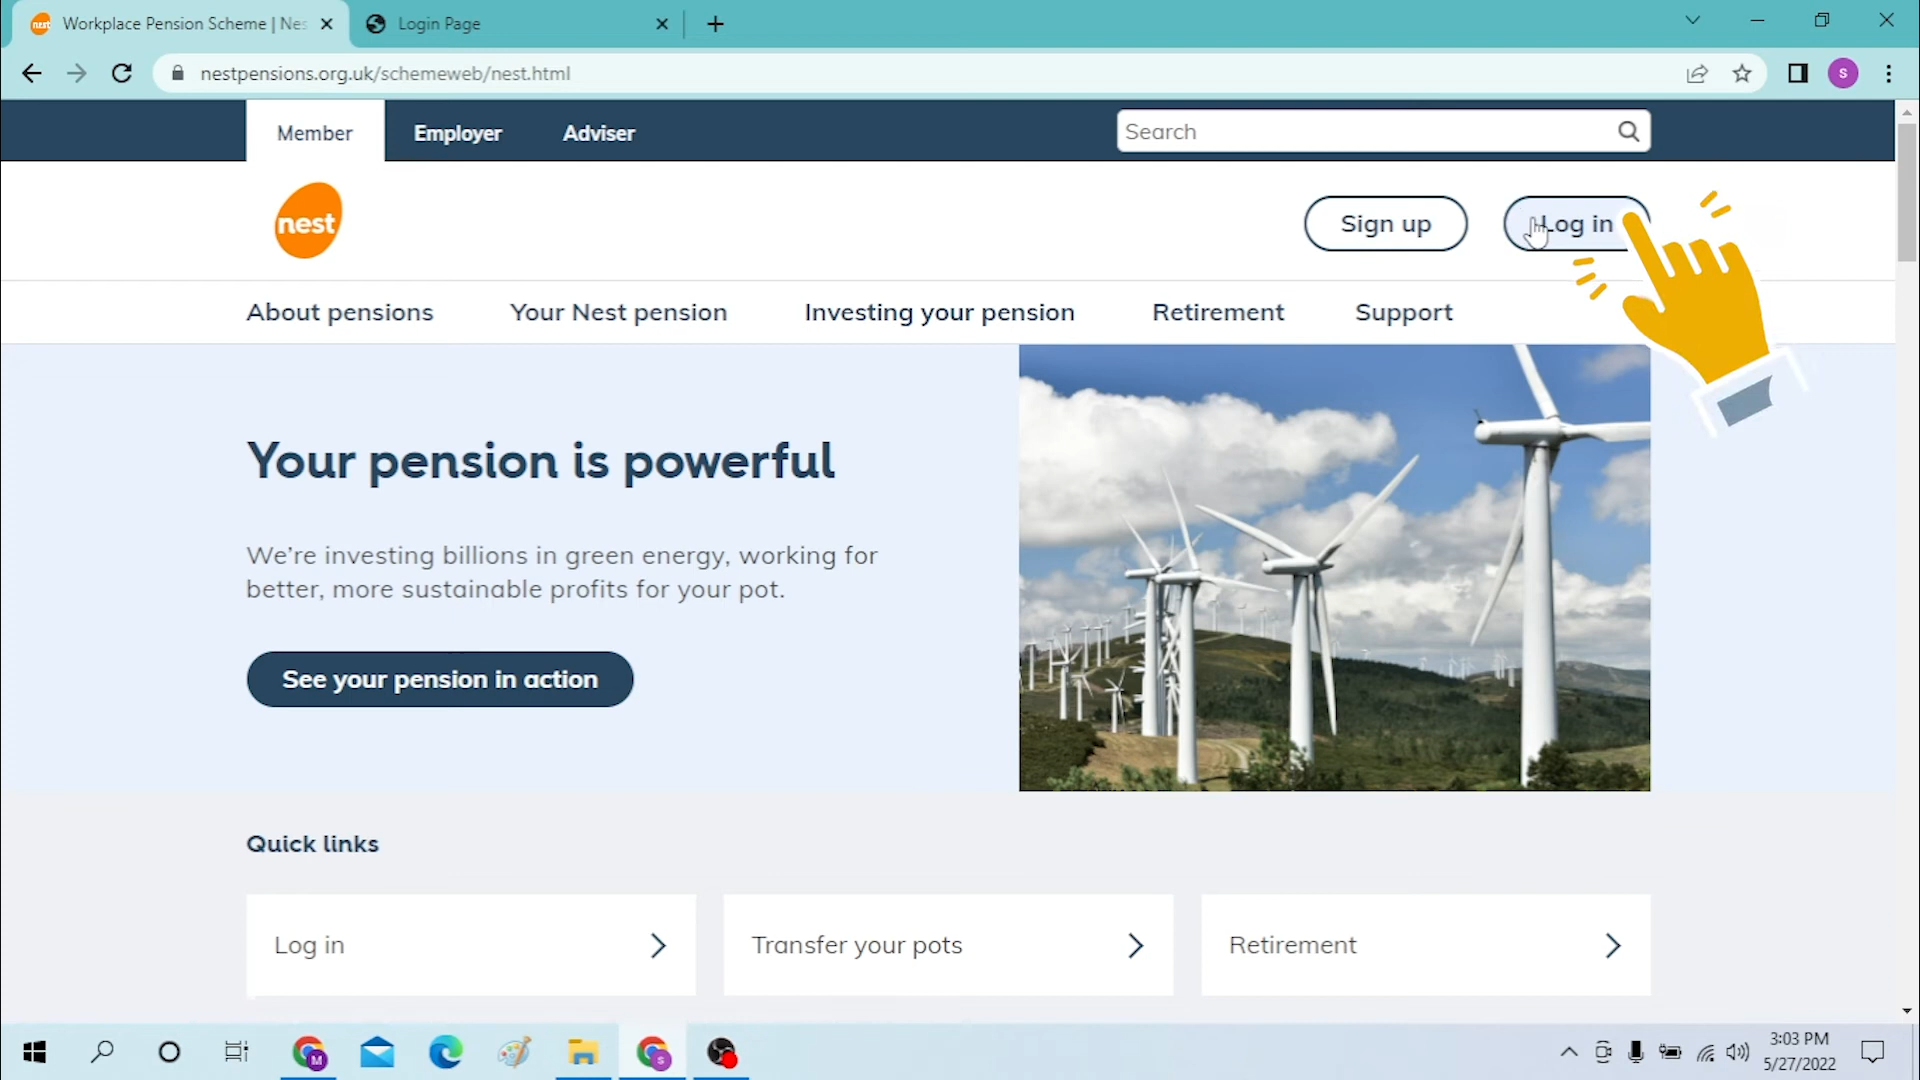 Workplace Pension Scheme | Nes
Login Page
nestpensions.org.uk/schemeweb/nest.html
S
Member
Employer
Adviser
Search
nest
Sign up
Log in
About pensions
Your Nest pension
Investing your pension
Retirement
Support
Your pension is powerful
We're investing billions in green energy, working for
better, more sustainable profits for your pot.
See your pension in action
Quick links
Log in
Transfer your pots
Retirement
M
S
3:03 PM
5/27/2022